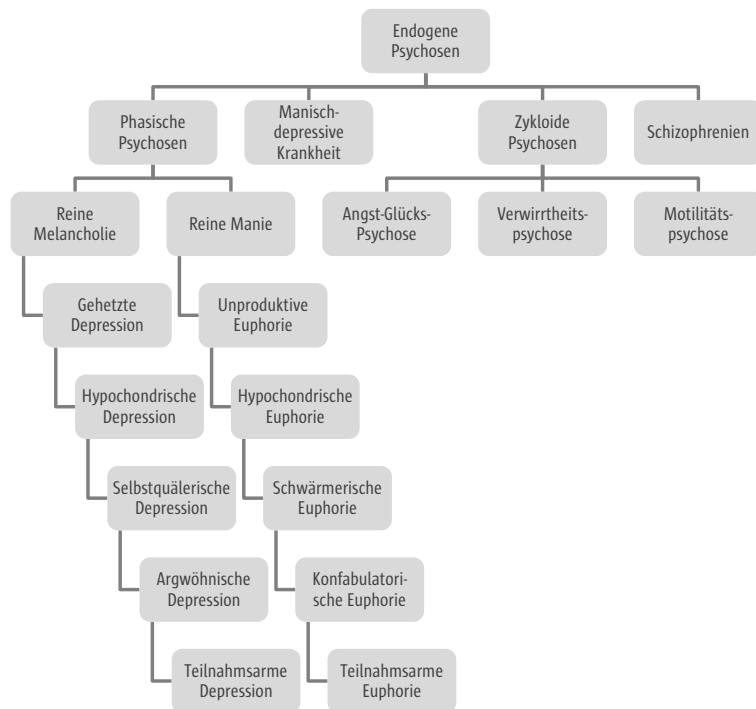 Endogene
Psychosen
Phasische
Psychosen
Manisch-
depressive
Krankheit
Zykloide
Psychosen
Schizophrenien
Reine
Melancholie
Reine Manie
Angst-Glücks-
Psychose
Verwirrtheits-
psychose
Motilitäts-
psychose
Gehetzte
Depression
Unproduktive
Euphorie
Hypochondrische
Depression
Hypochondrische
Euphorie
Selbstquälerische
Depression
Schwärmerische
Euphorie
Argwöhnische
Depression
Konfabulatori-
sche Euphorie
Teilnahmsarme
Depression
Teilnahmsarme
Euphorie